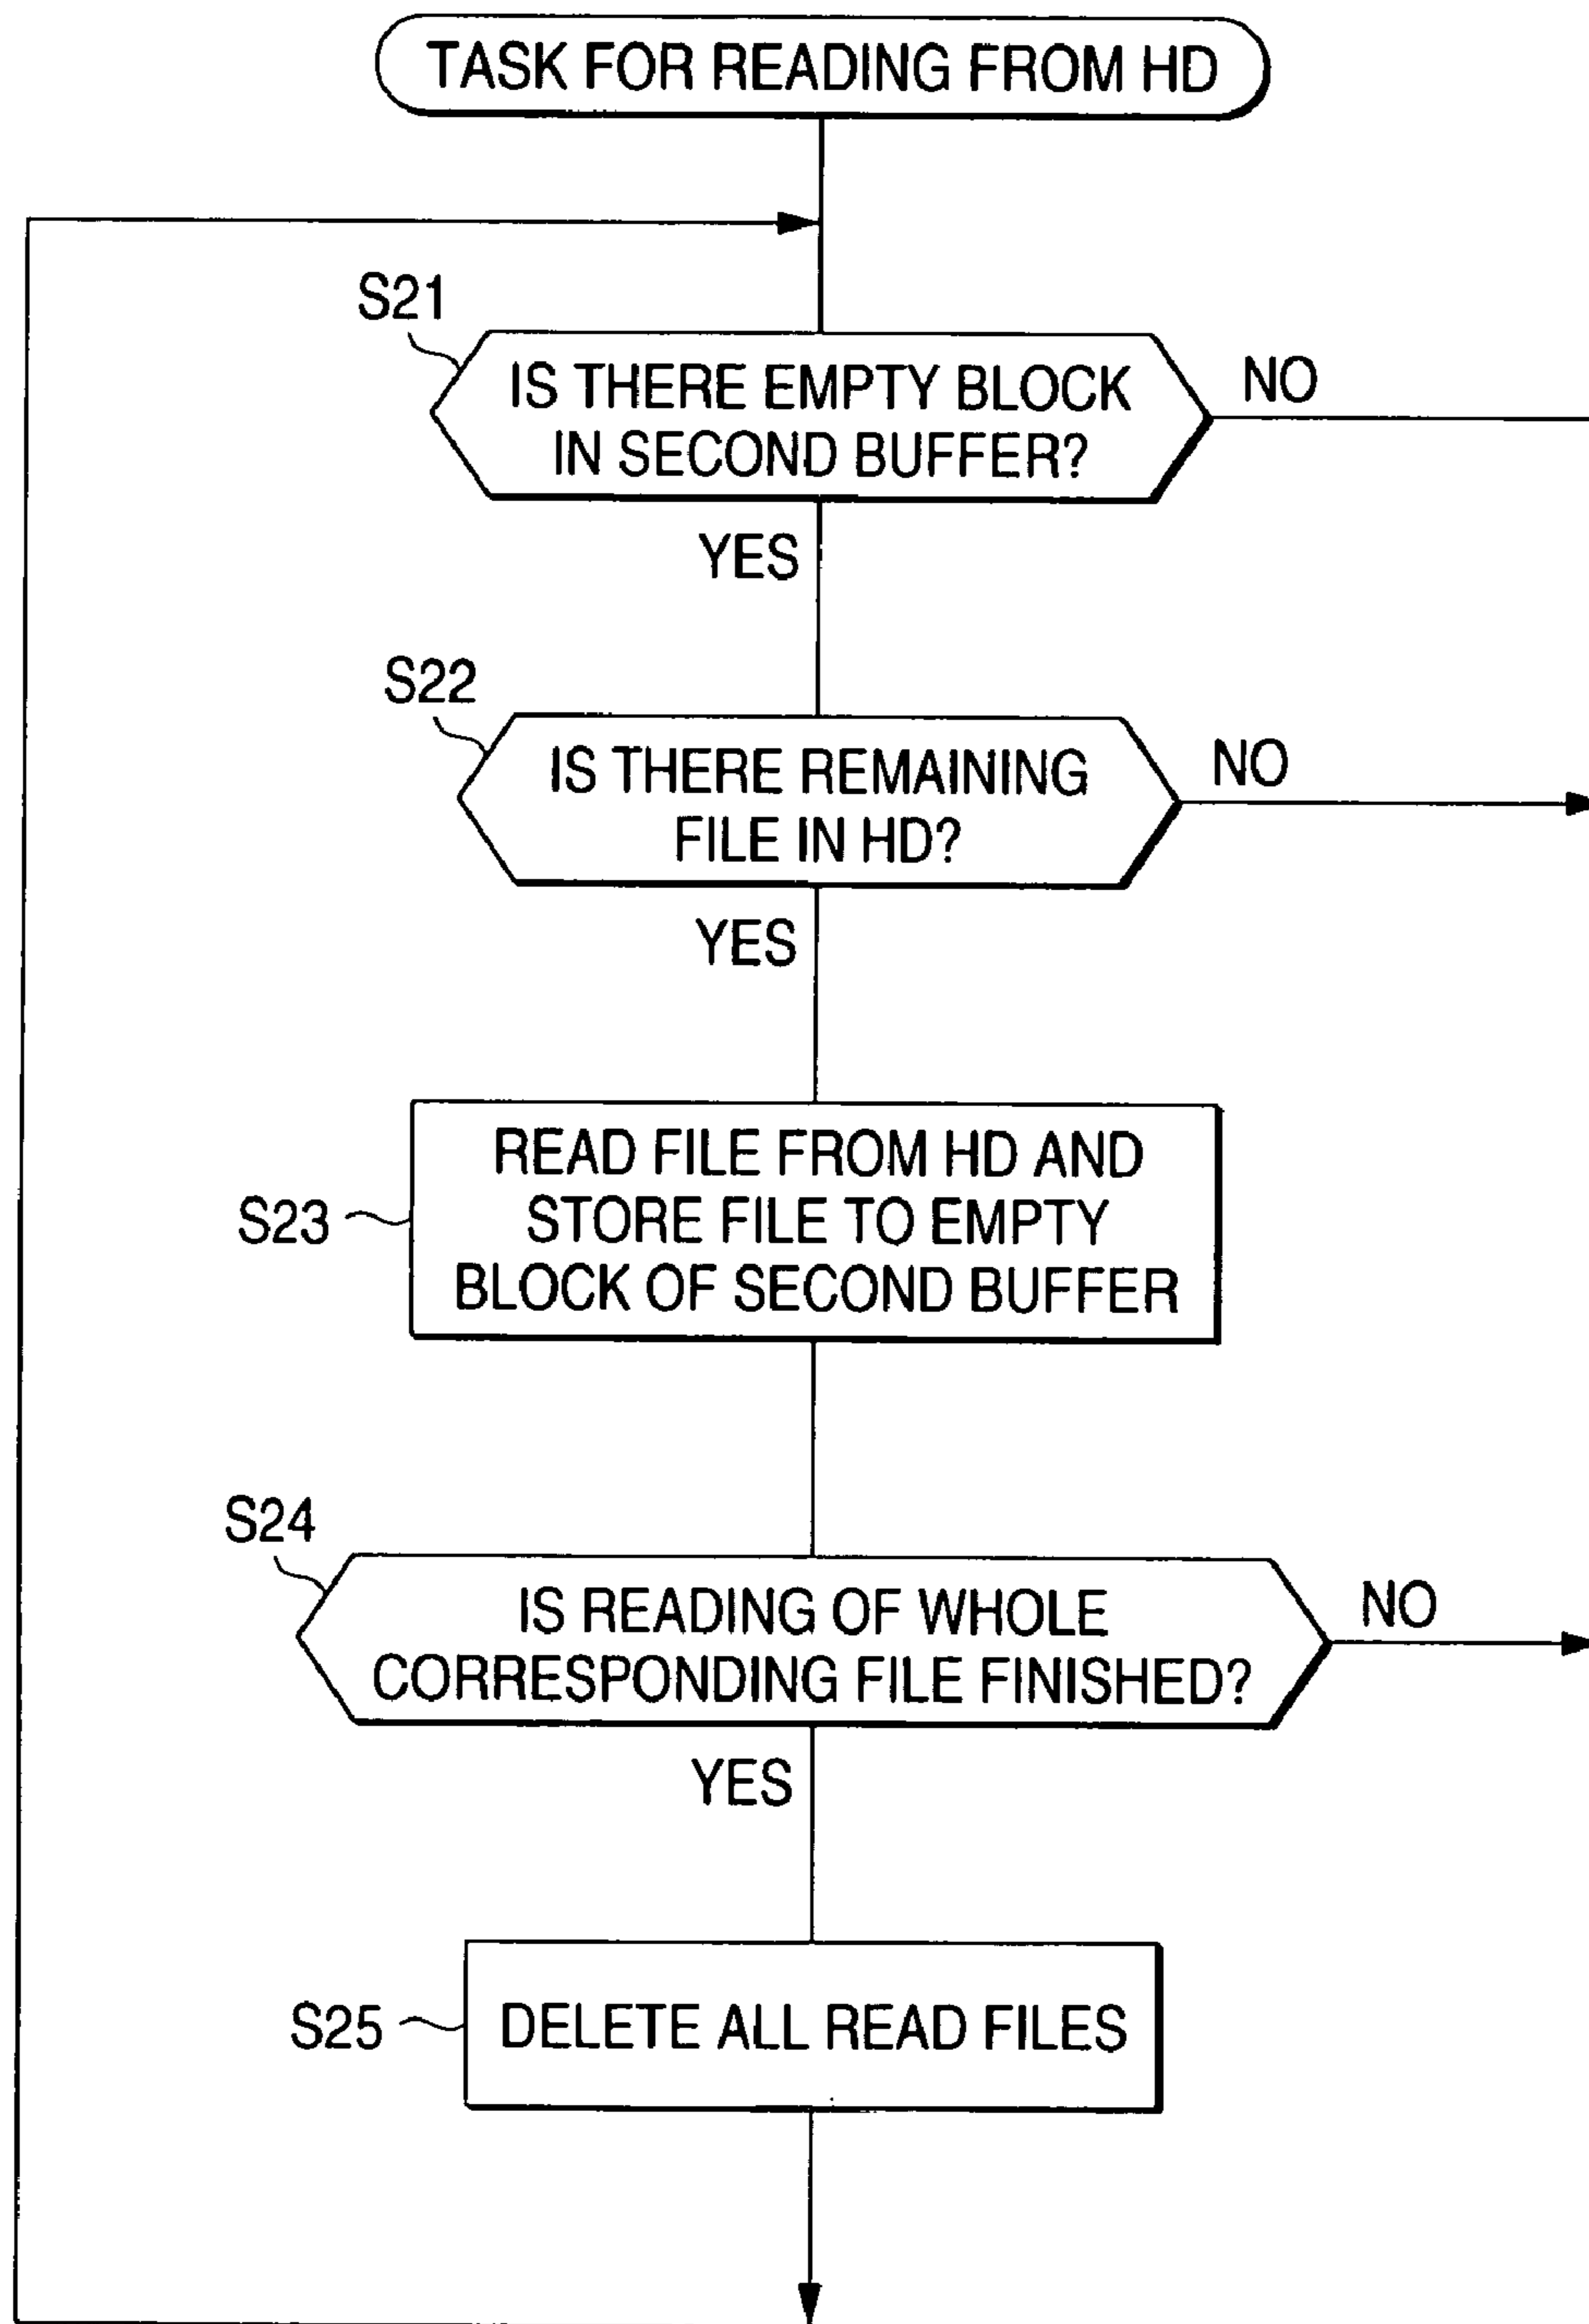 TASK FOR READING FROM HD
S21
IS THERE EMPTY BLOCK
IN SECOND BUFFER?
NO
YES
S22
IS THERE REMAINING
FILE IN HD?
NO
YES
S23
READ FILE FROM HD AND
STORE FILE TO EMPTY
BLOCK OF SECOND BUFFER
S24
IS READING OF WHOLE
CORRESPONDING FILE FINISHED?
NO
YES
S25
DELETE ALL READ FILES